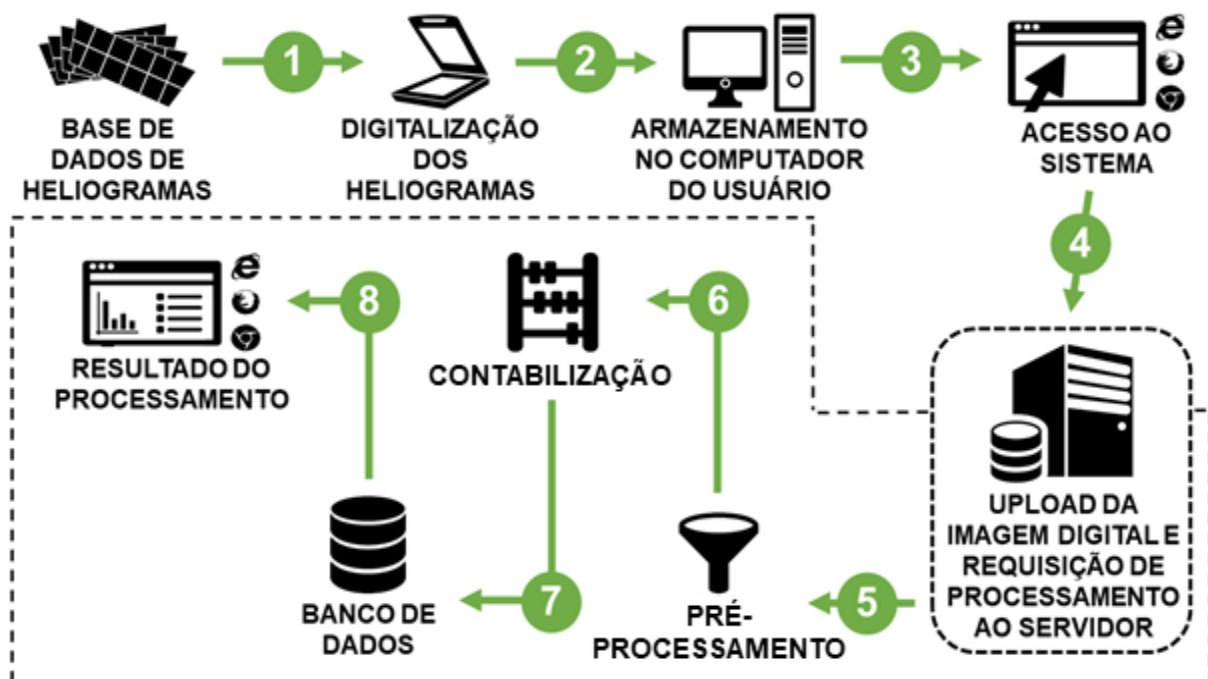 1
2
3
BASE DE
DADOS DE
HELIOGRAMAS
DIGITALIZAÇÃO
DOS
HELIOGRAMAS
ARMAZENAMENTO
NO COMPUTADOR
DO USUÁRIO
ACESSO AO
SISTEMA
4
UPLOAD DA
IMAGEM DIGITAL E
REQUISIÇÃO DE
PROCESSAMENTO
AO SERVIDOR
5
PRÉ-
PROCESSAMENTO
6
CONTABILIZAÇÃO
7
BANCO DE
DADOS
8
RESULTADO DO
PROCESSAMENTO